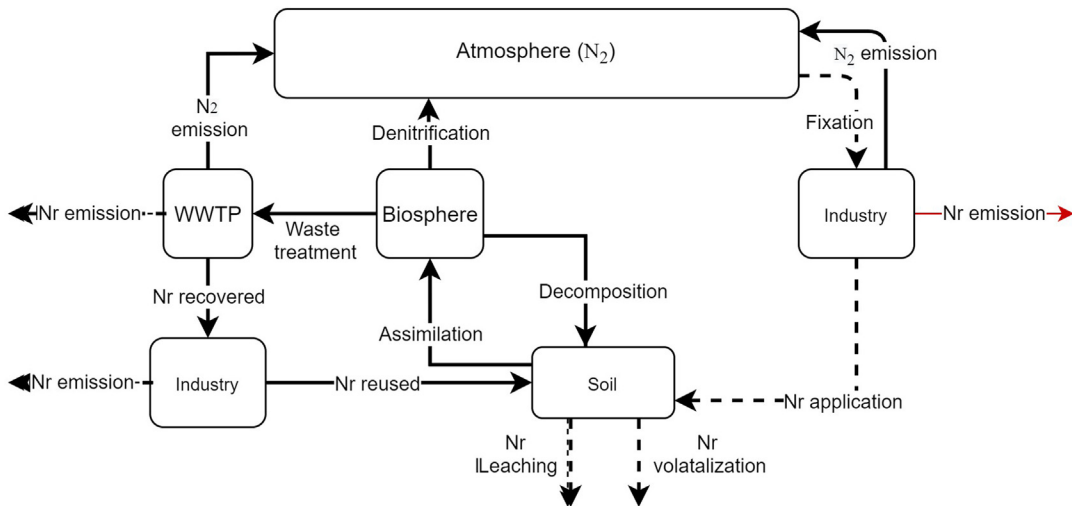 Atmosphere (N₂)
N₂ emission
N₂
emission
Denitrification
Fixation
Nr emission
WWTP
Waste
treatment
Biosphere
Industry
Nr emission
Nr recovered
Decomposition
Assimilation
Nr emission
Industry
Nr reused
Soil
Nr application
Nr
lLeaching
Nr
volatalization